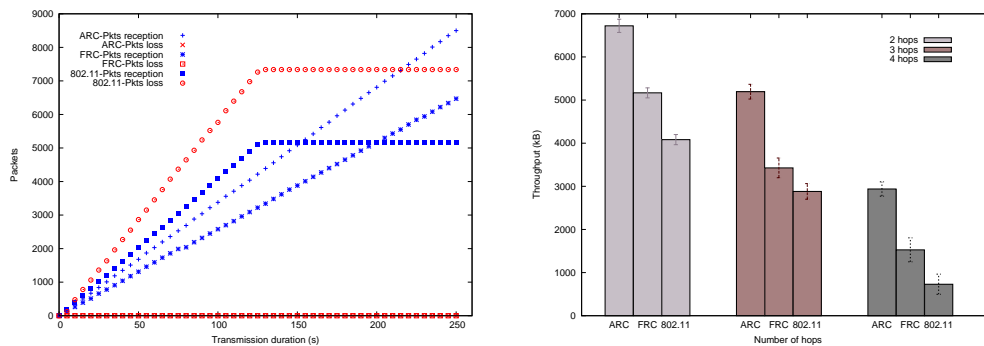 9000
8000
7000
6000
5000
4000
3000
2000
1000
0
Packets
ARC-Pkts reception
ARC-Pkts loss
FRC-Pkts reception
FRC-Pkts loss
802.11-Pkts reception
802.11-Pkts loss
0 50 100 150 200 250
Transmission duration (s)
7000
6000
5000
4000
3000
2000
1000
0
Throughput (kB)
2 hops
3 hops
4 hops
ARC FRC 802.11 ARC FRC 802.11 ARC FRC 802.11
Number of hops